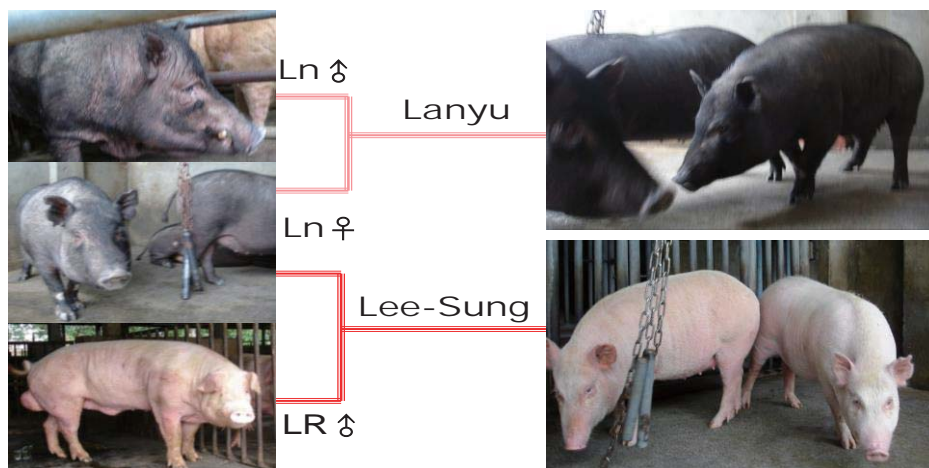 Ln ♂
Lanyu
Ln ♀
Lee-Sung
LR ♂